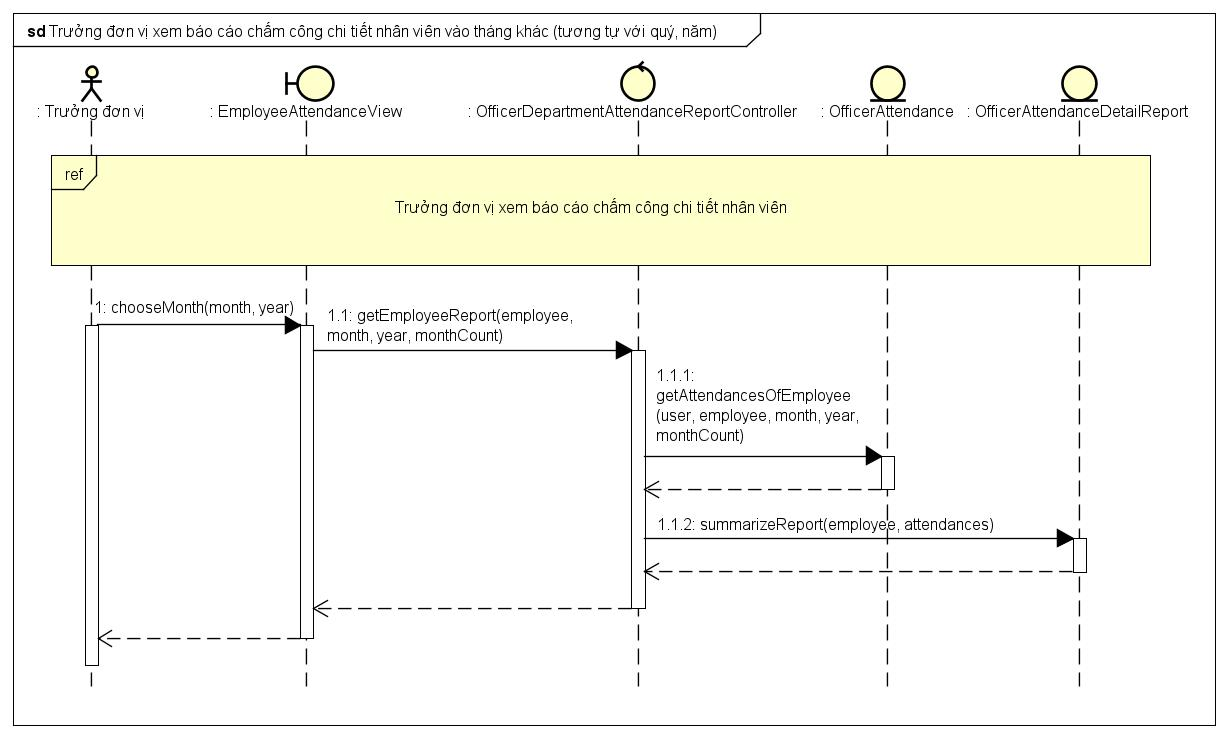 sd Trưởng đơn vị xem báo cáo chấm công chi tiết nhân viên vào tháng khác (tương tự với quý, năm)
: Trưởng đơn vị
: EmployeeAttendanceView
: OfficerDepartmentAttendanceReportController
: OfficerAttendance
: OfficerAttendanceDetailReport
ref
Trưởng đơn vị xem báo cáo chấm công chi tiết nhân viên
1: chooseMonth(month, year)
1.1: getEmployeeReport(employee,
month, year, monthCount)
1.1.1:
getAttendancesOfEmployee
(user, employee, month, year,
monthCount)
1.1.2: summarizeReport(employee, attendances)